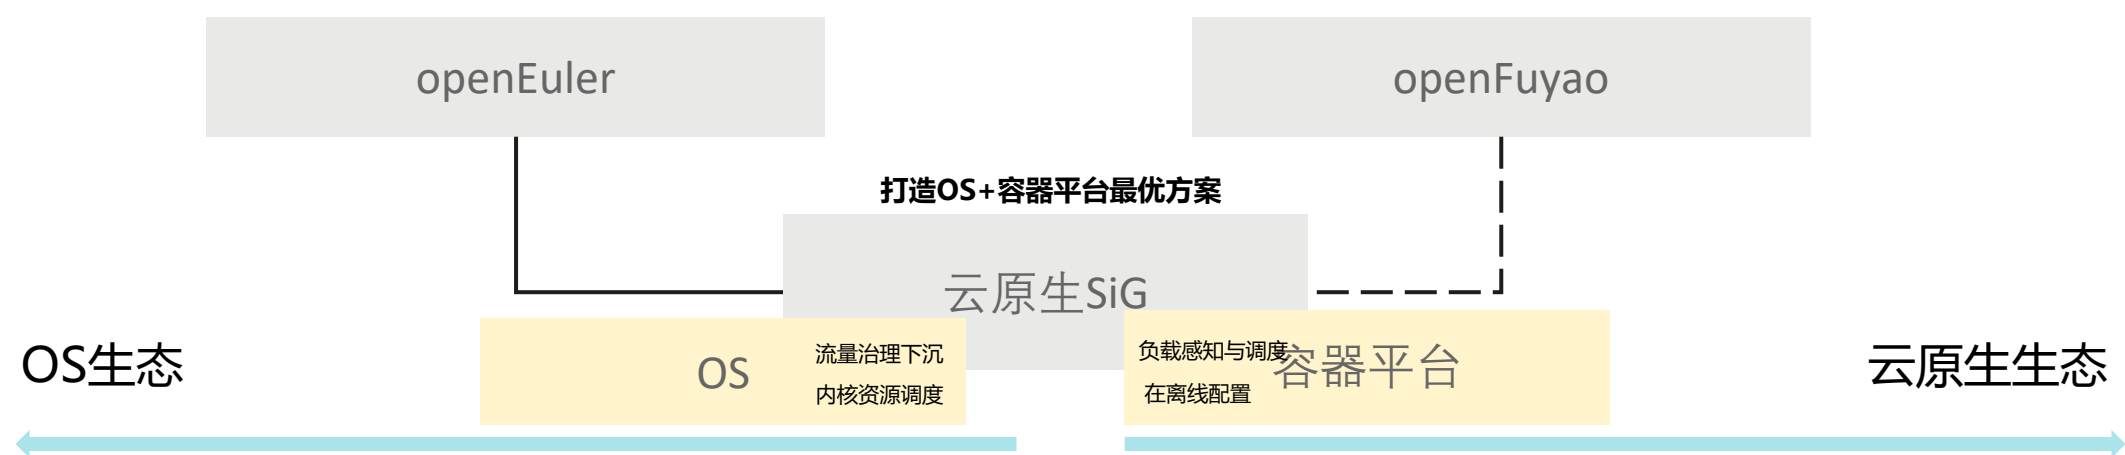 openEuler
openFuyao
打造OS+容器平台最优方案
云原生SiG
OS生态
OS
流量治理下沉
内核资源调度
负载感知与调度
在离线配置
容器平台
云原生生态